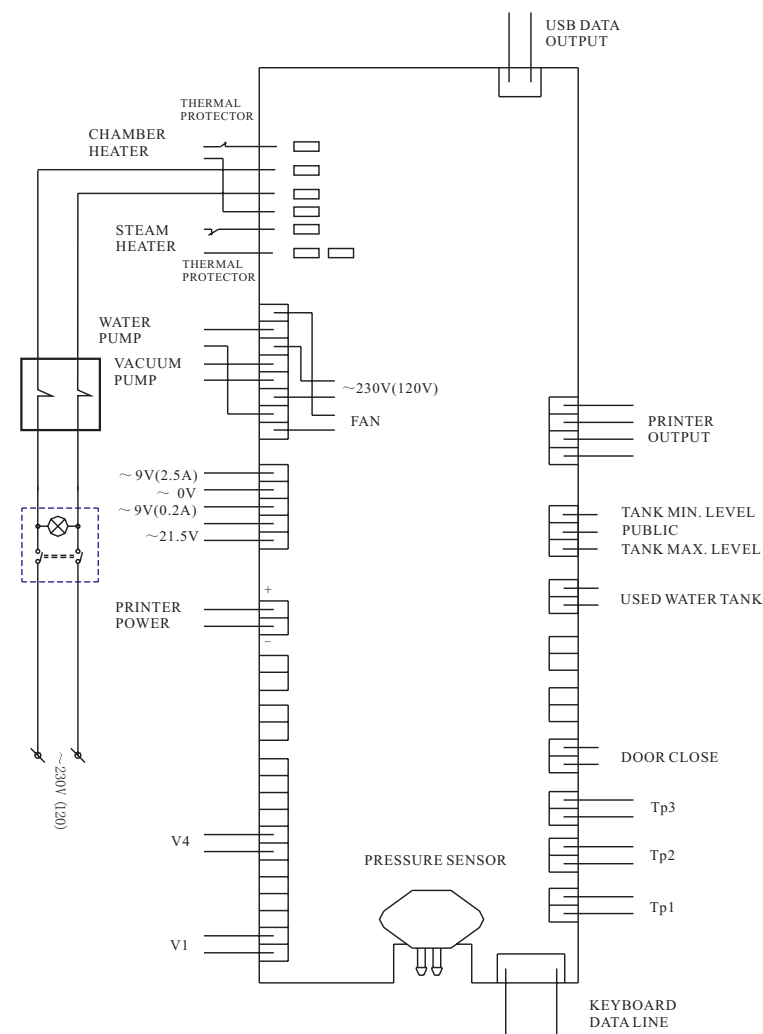 USB DATA
OUTPUT
THERMAL
PROTECTOR
CHAMBER
HEATER
STEAM
HEATER
THERMAL
PROTECTOR
WATER
PUMP
VACUUM
PUMP
~230V(120V)
FAN
PRINTER
OUTPUT
~ 9V(2.5A)
~ 0V
~ 9V(0.2A)
~21.5V
TANK MIN. LEVEL
PUBLIC
TANK MAX. LEVEL
+
PRINTER
POWER
−
USED WATER TANK
DOOR CLOSE
~230V (120)
Tp3
V4
Tp2
PRESSURE SENSOR
Tp1
V1
KEYBOARD
DATA LINE